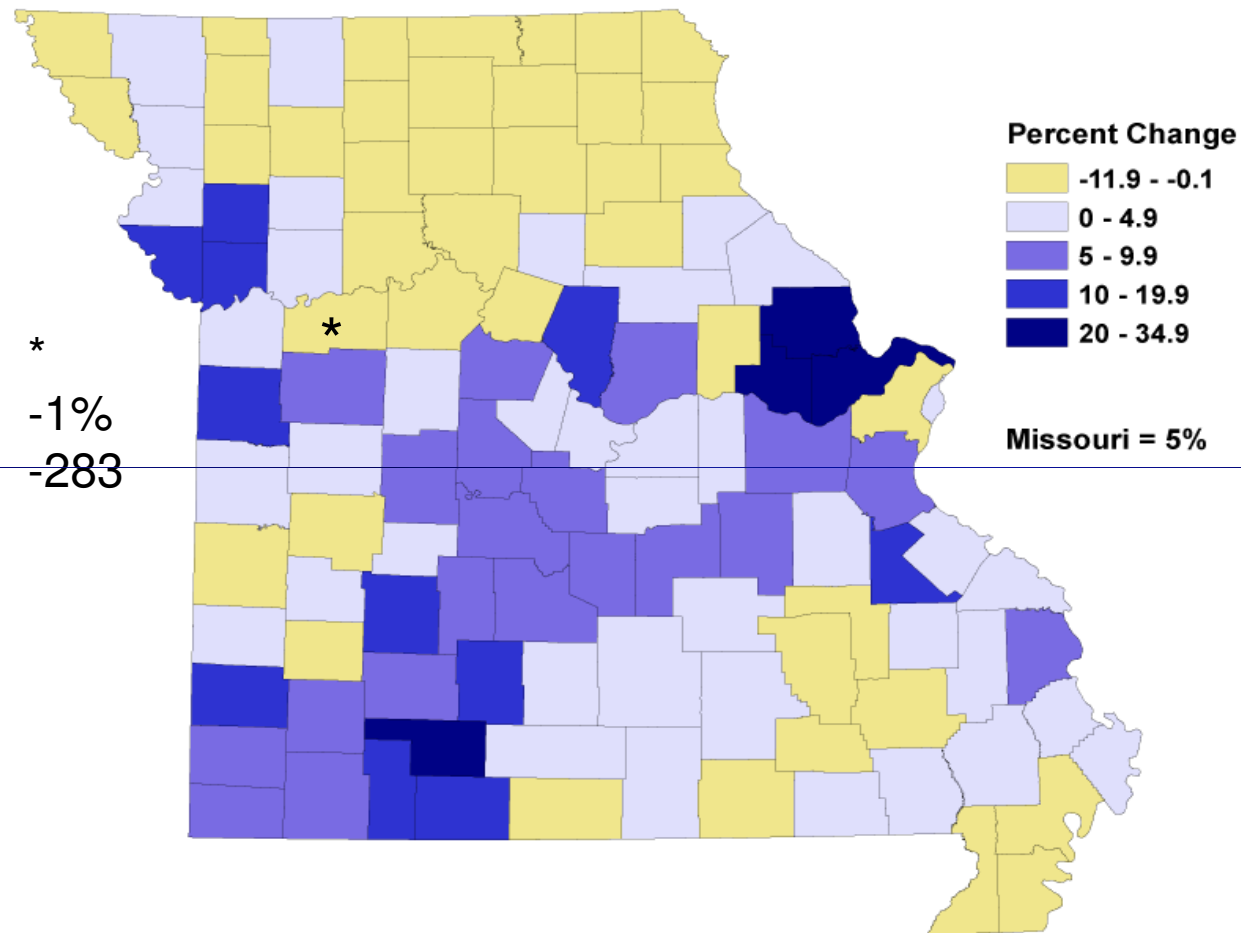 Percent Change
-11.9 - -0.1
0 - 4.9
5 - 9.9
10 - 19.9
20 - 34.9
*
*
-1%
Missouri = 5%
-283